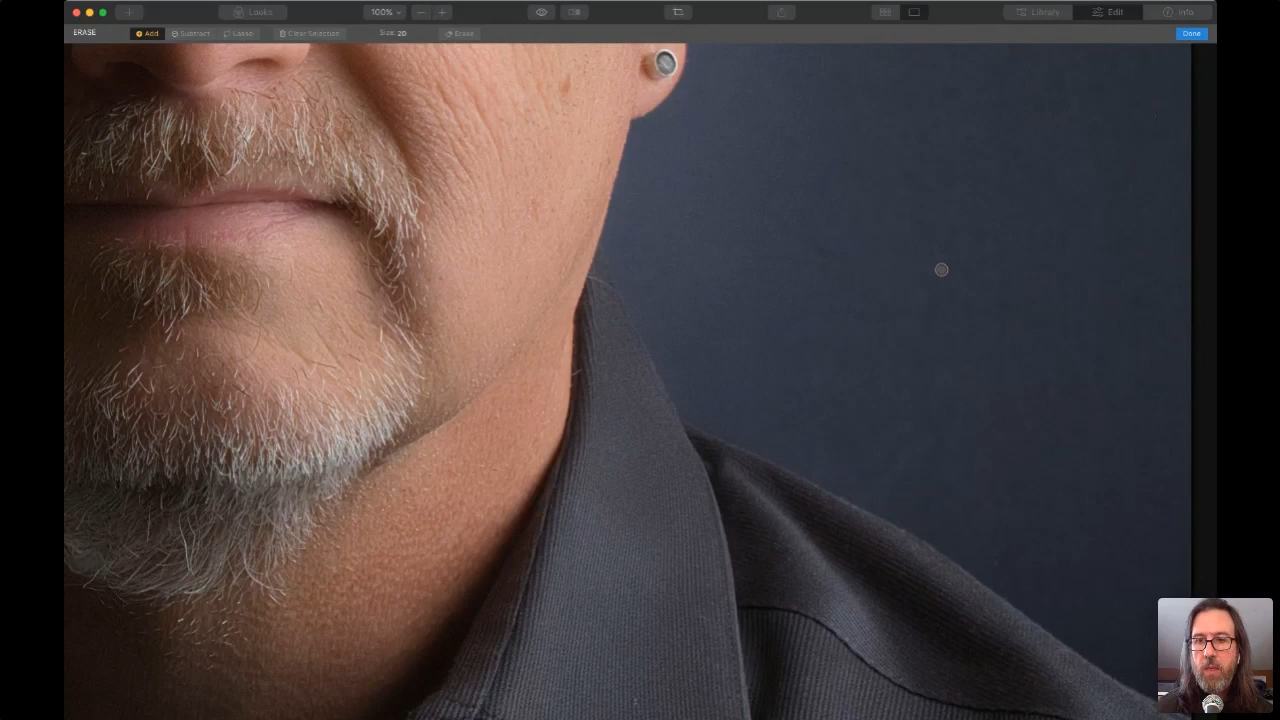 Looks 100% Library Edit Info
ERASE Add Subtract Lasso Clear Selection Size: 20 Erase Done